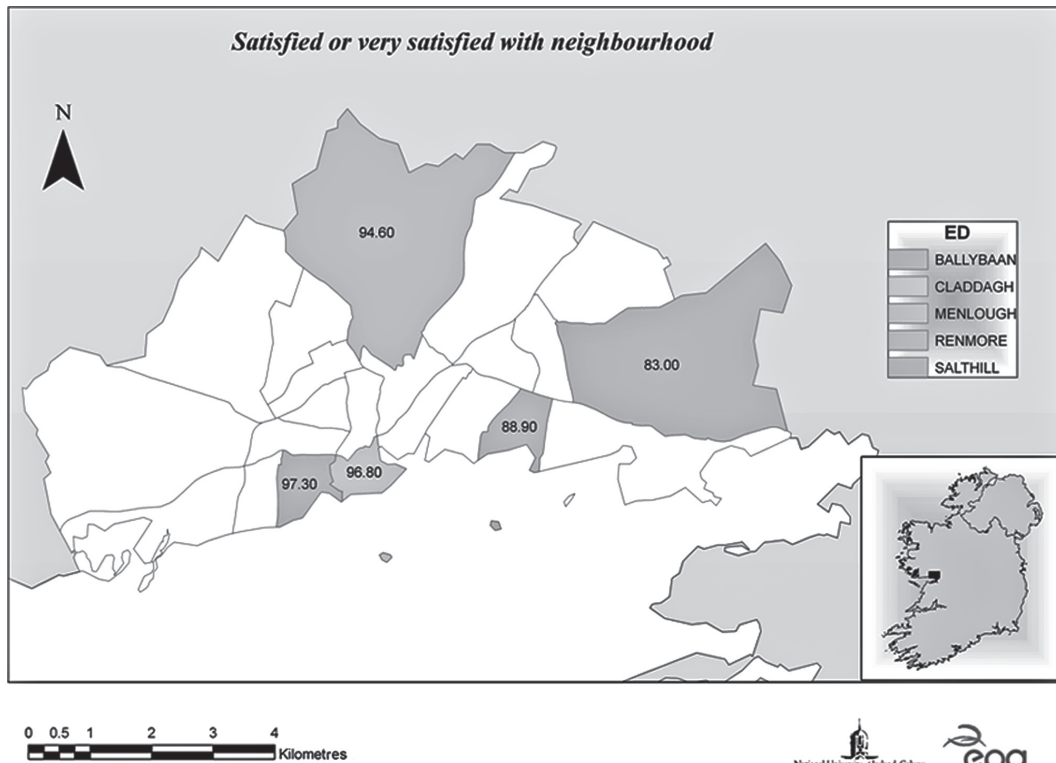 Satisfied or very satisfied with neighbourhood
N
94.60
ED
BALLYBAAN
CLADDAGH
MENLOUGH
RENMORE
SALTHILL
83.00
88.90
97.30
96.80
0 0.5 1 2 3 4
Kilometres
epa